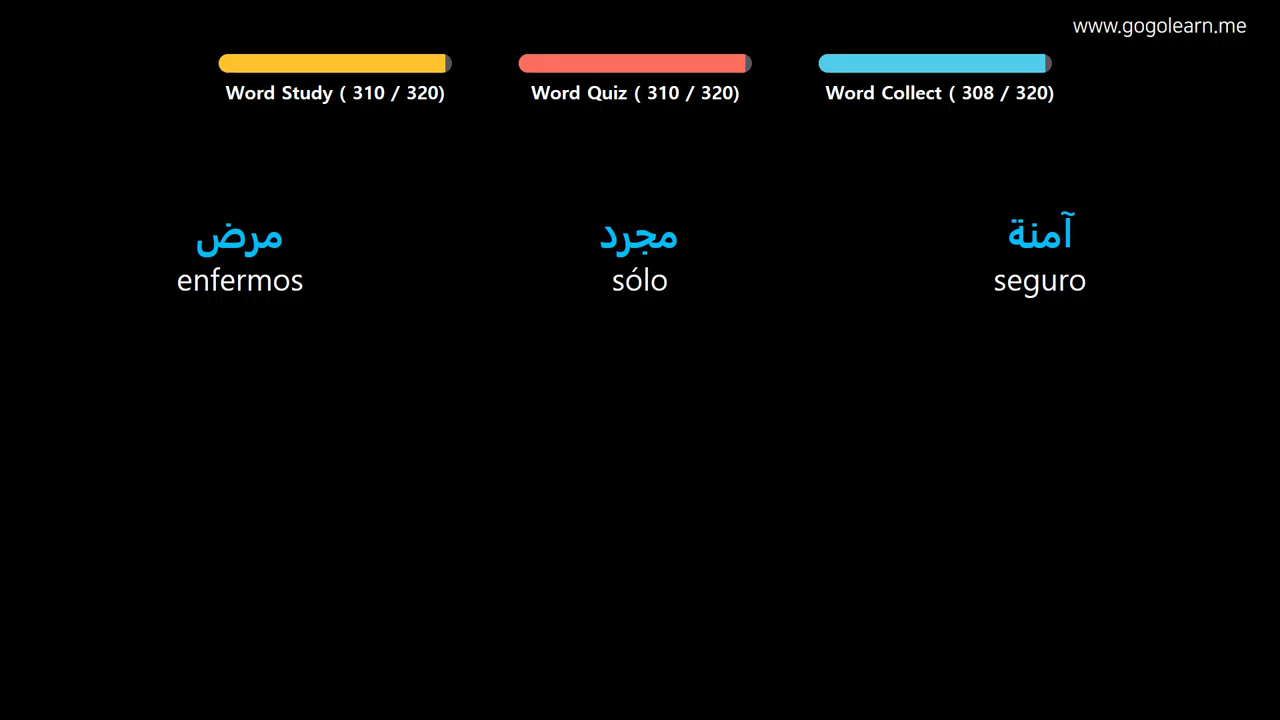 www.gogolearn.me
Word Study ( 310 / 320)
Word Quiz ( 310 / 320)
Word Collect ( 308 / 320)
مرض
enfermos
مجرد
sólo
آمنة
seguro